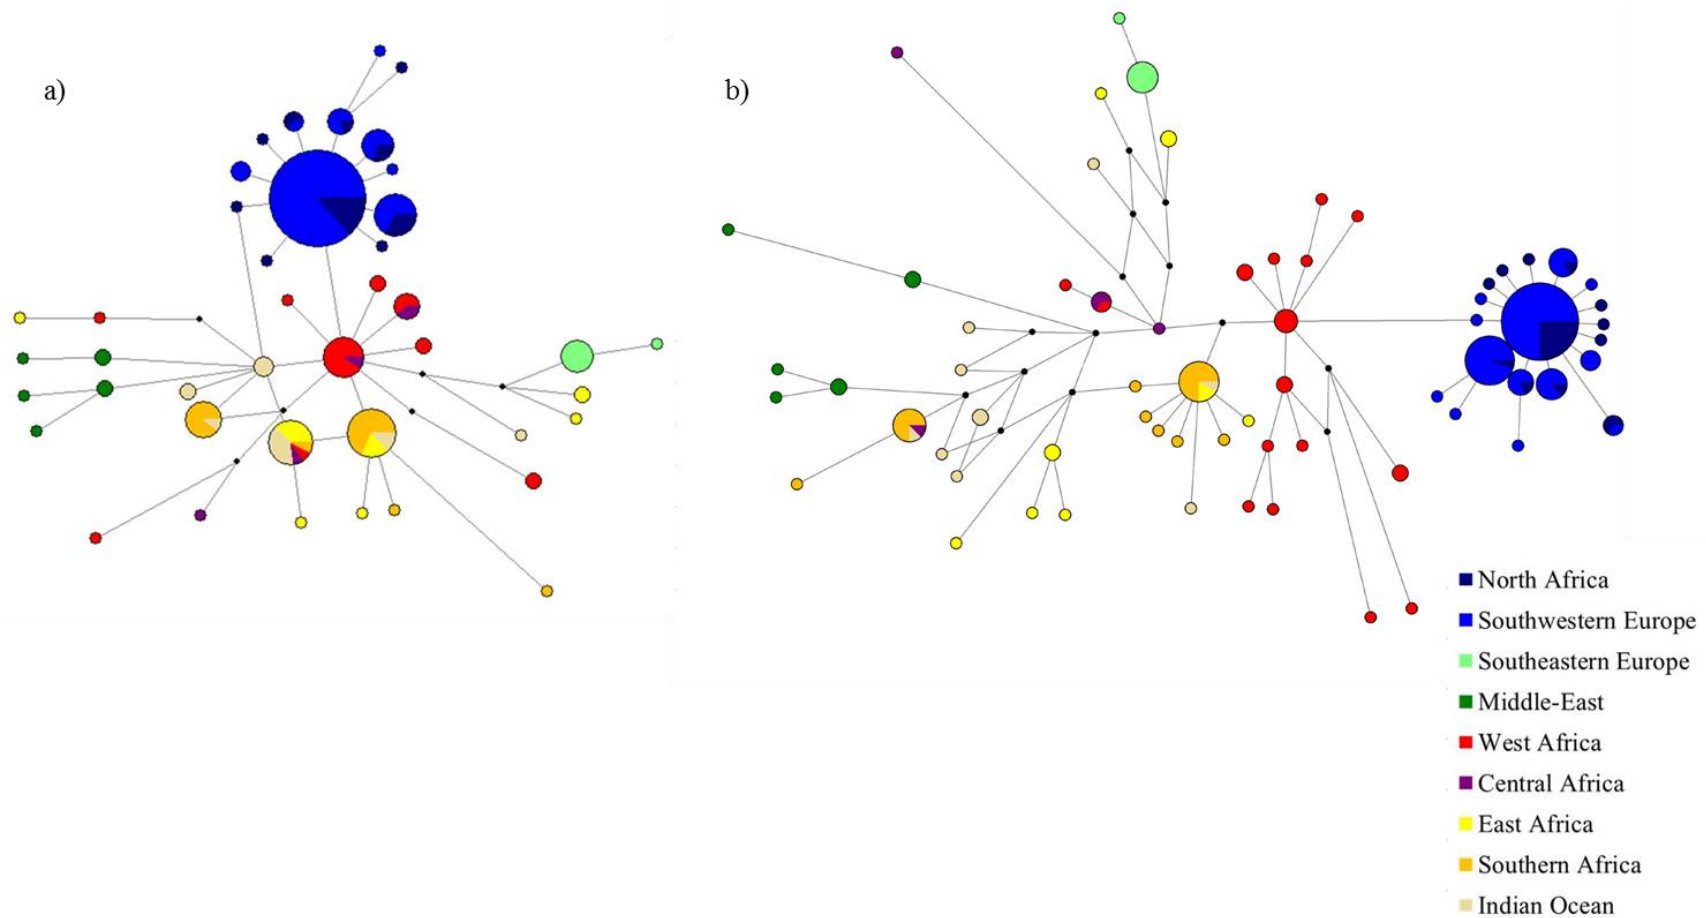 a)
b)
North Africa
Southwestern Europe
Southeastern Europe
Middle-East
West Africa
Central Africa
East Africa
Southern Africa
Indian Ocean